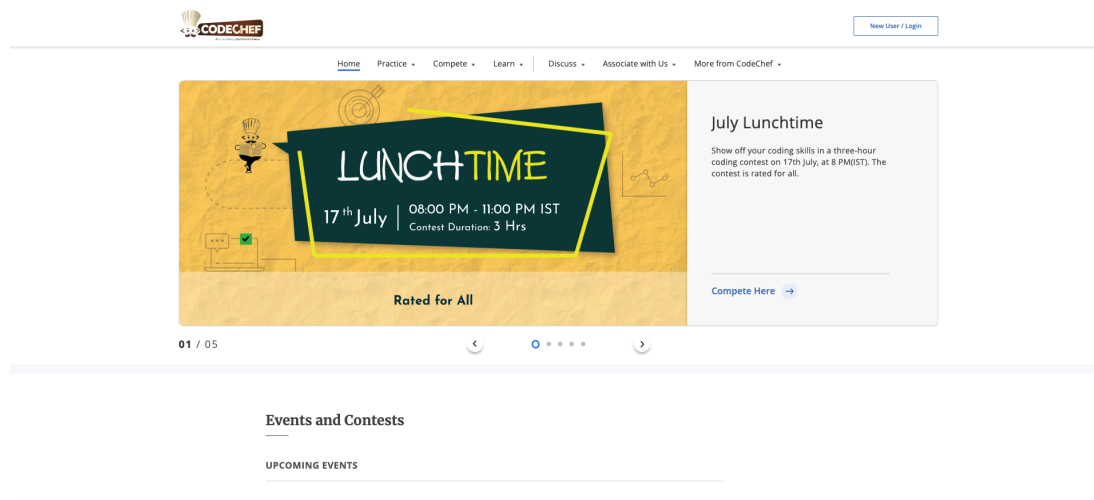 CODECHEF
New User / Login
Home Practice Compete Learn Discuss Associate with Us More from CodeChef
LUNCHTIME
17th July
08:00 PM - 11:00 PM IST
Contest Duration: 3 Hrs
Rated for All
July Lunchtime
Show off your coding skills in a three-hour
coding contest on 17th July, at 8 PM(IST). The
contest is rated for all.
Compete Here
01 / 05
Events and Contests
UPCOMING EVENTS